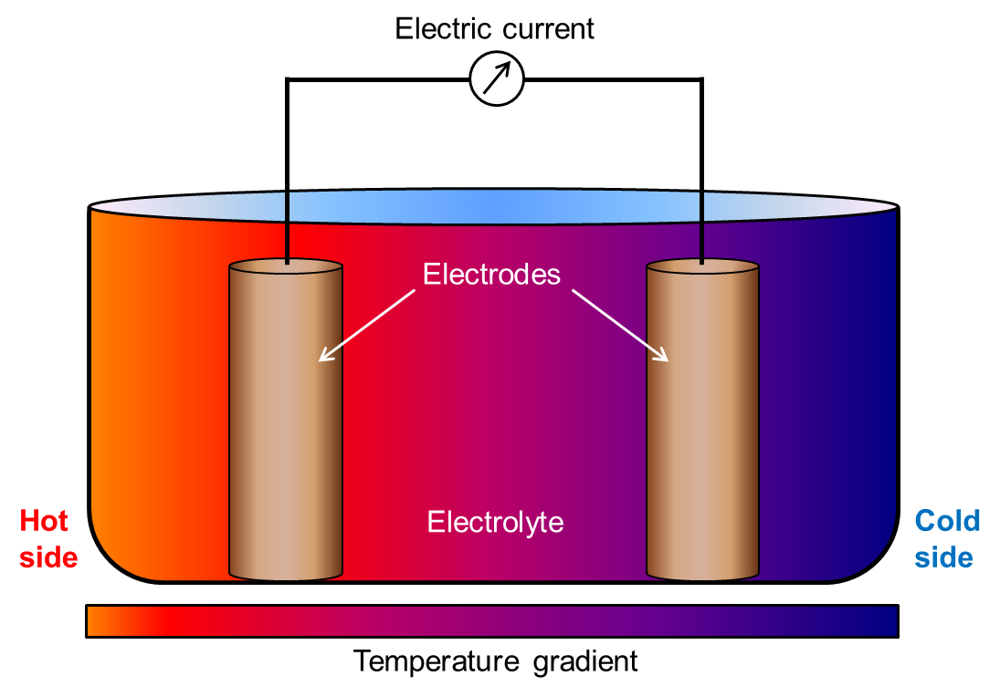 Electric current
Electrodes
Electrolyte
Hot
side
Cold
side
Temperature gradient